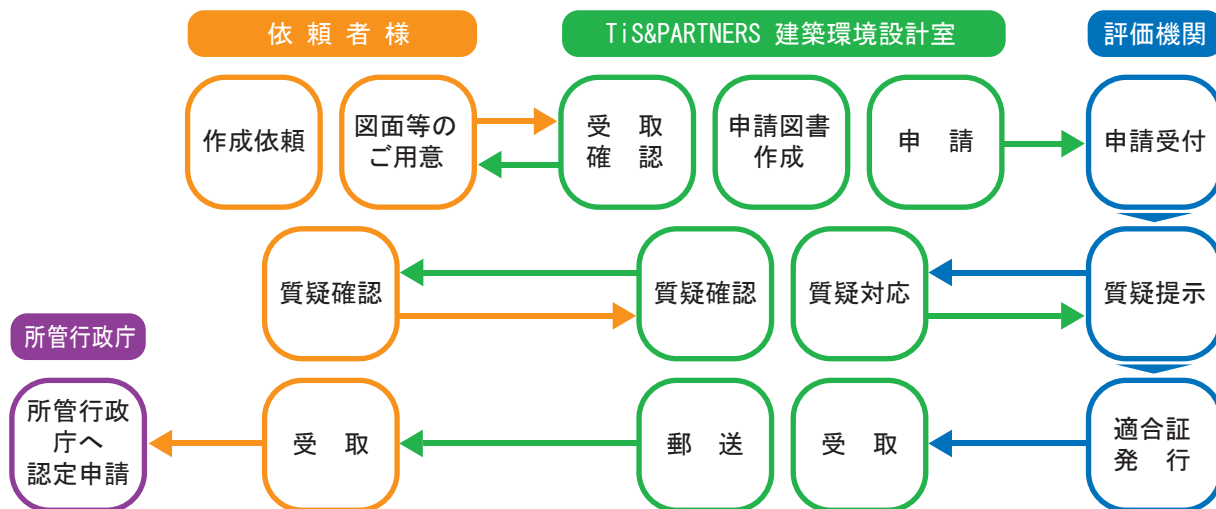 依 頼 者 様
TiS&PARTNERS 建築環境設計室
評価機関
作成依頼
図面等の
ご用意
受 取
確 認
申請図書
作成
申 請
申請受付
質疑確認
質疑確認
質疑対応
質疑提示
所管行政庁
所管行政
庁へ
認定申請
受 取
郵 送
受 取
適合証
発 行